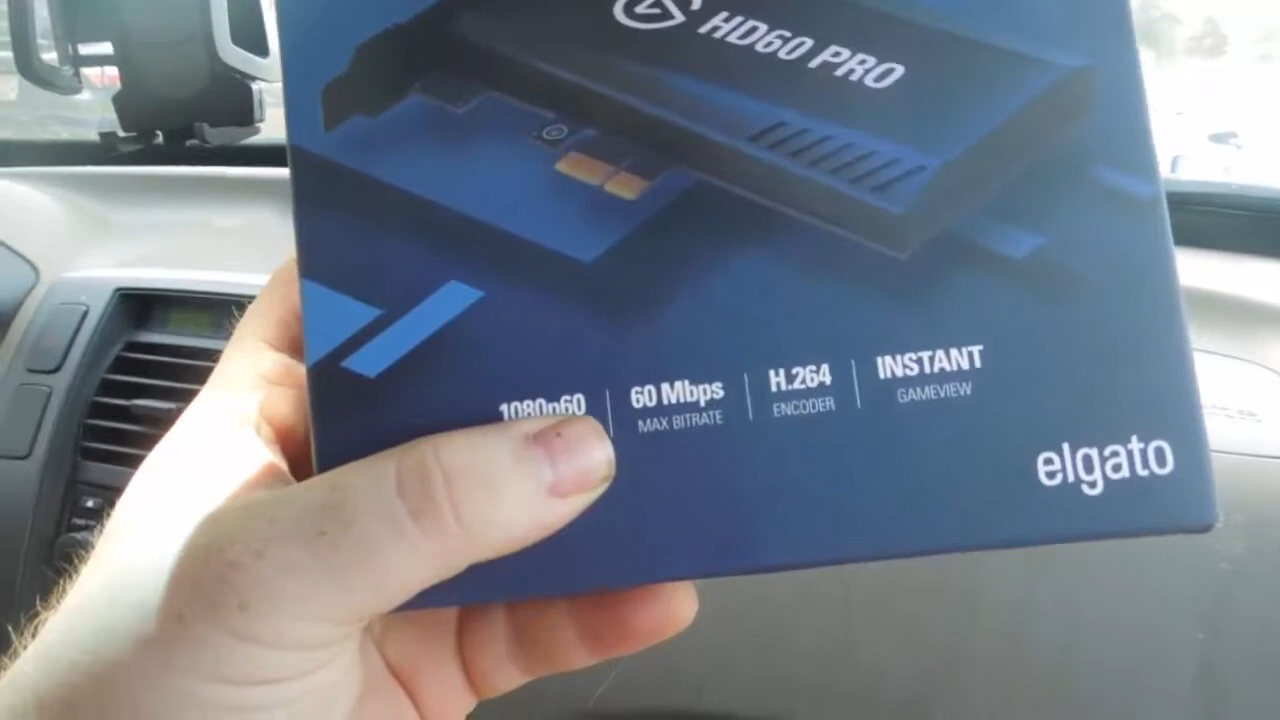 HD60 PRO
1080p60
60 Mbps
MAX BITRATE
H.264
ENCODER
INSTANT
GAMEVIEW
elgato